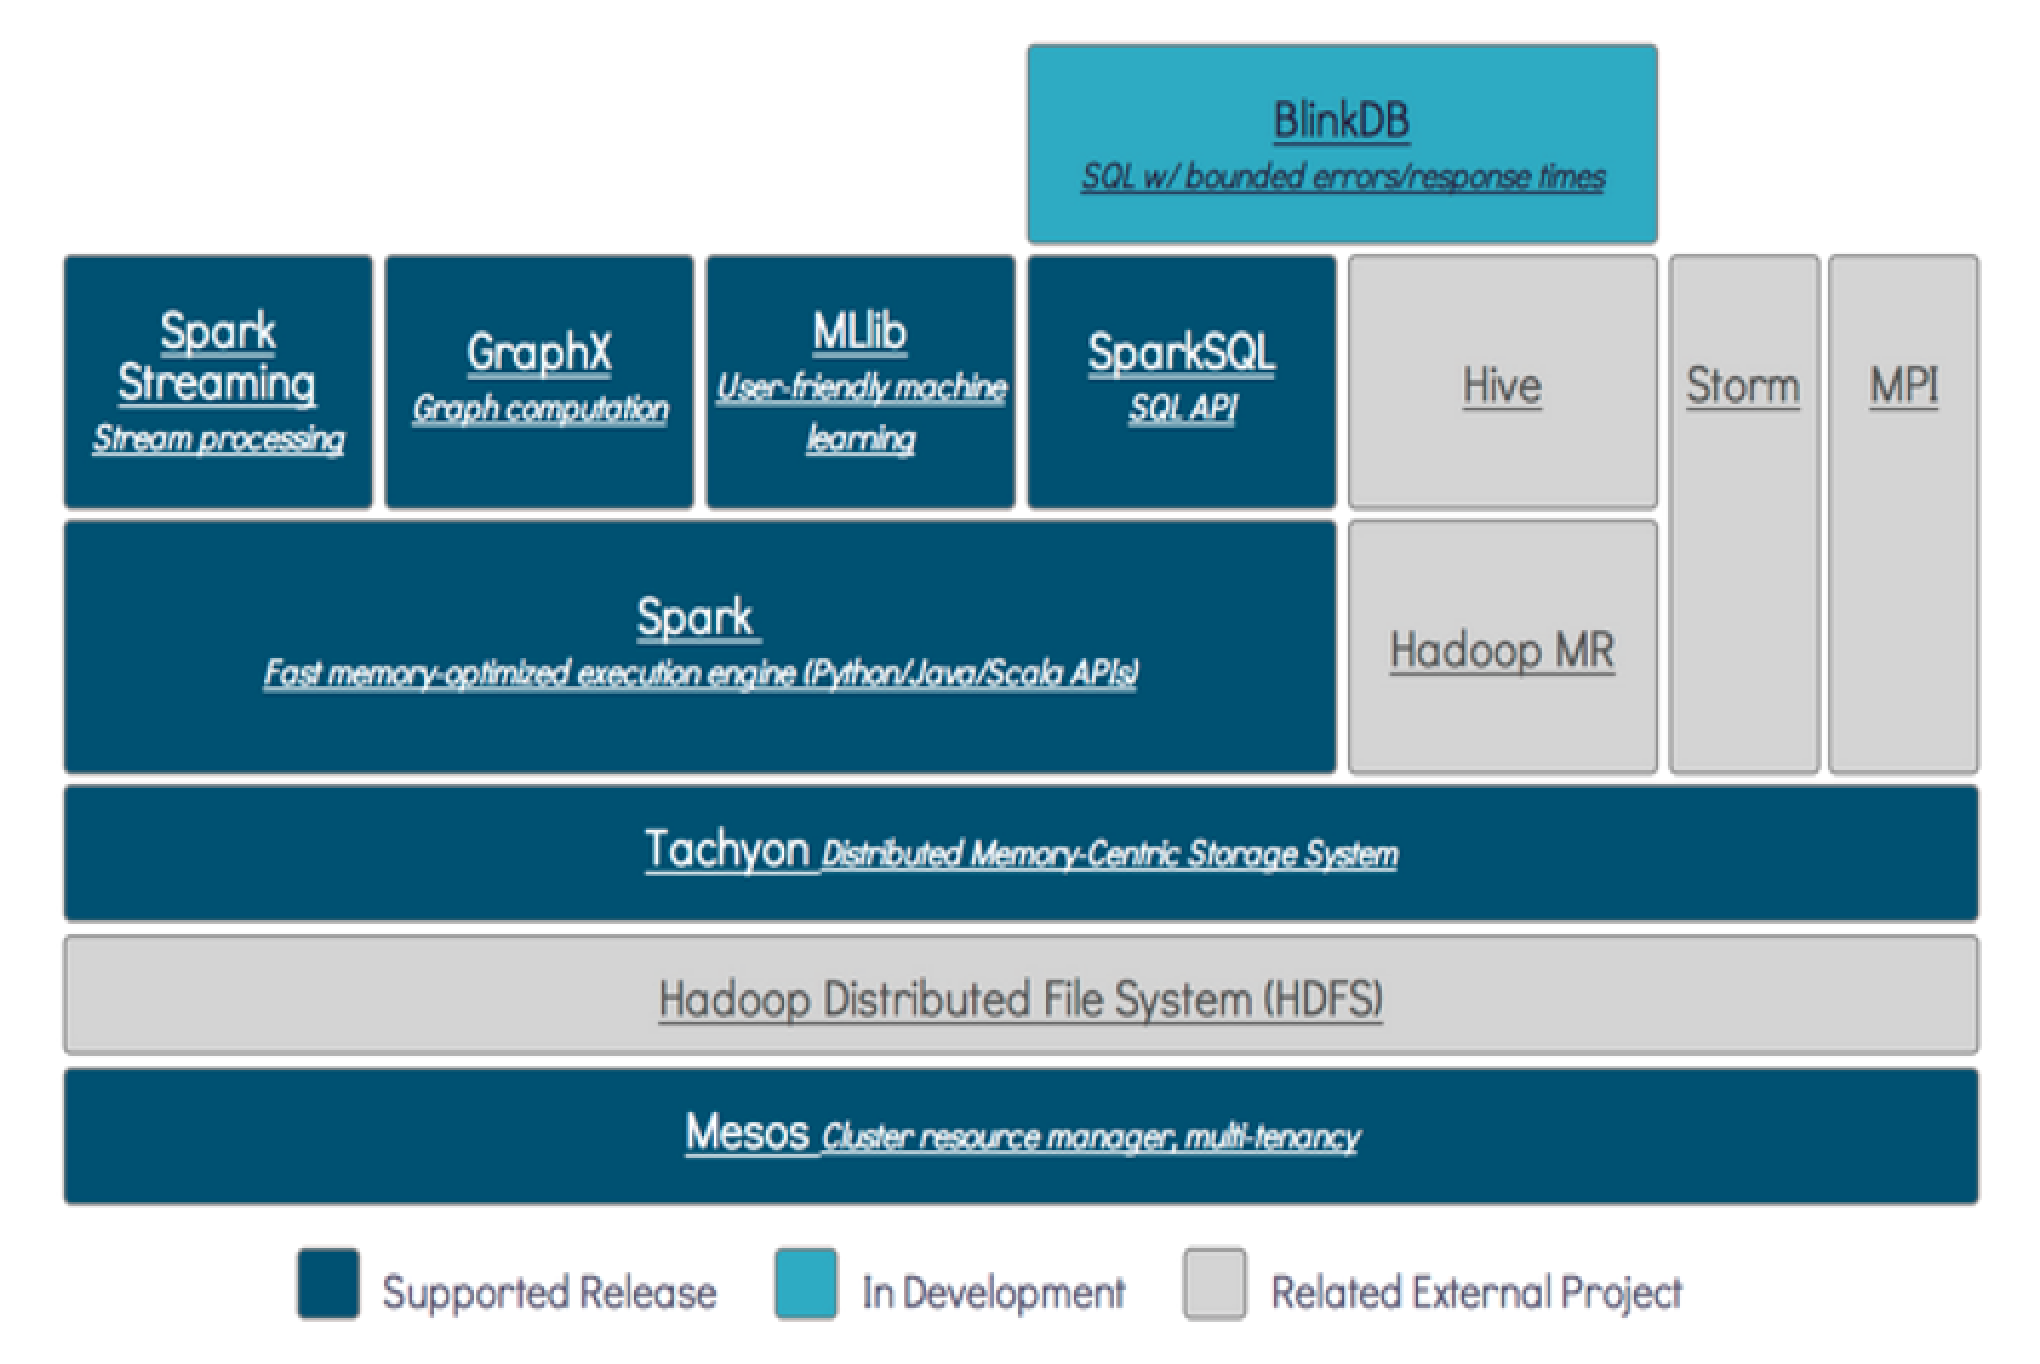 BlinkDB
SQL w/ bounded errors/response times
Spark
Streaming
Stream processing
GraphX
Graph computation
MLlib
User-friendly machine
learning
SparkSQL
SQL API
Hive
Storm
MPI
Spark
Fast memory-optimized execution engine (Python/Java/Scala APIs)
Hadoop MR
Tachyon Distributed Memory-Centric Storage System
Hadoop Distributed File System (HDFS)
Mesos Cluster resource manager, multi-tenancy
Supported Release
In Development
Related External Project